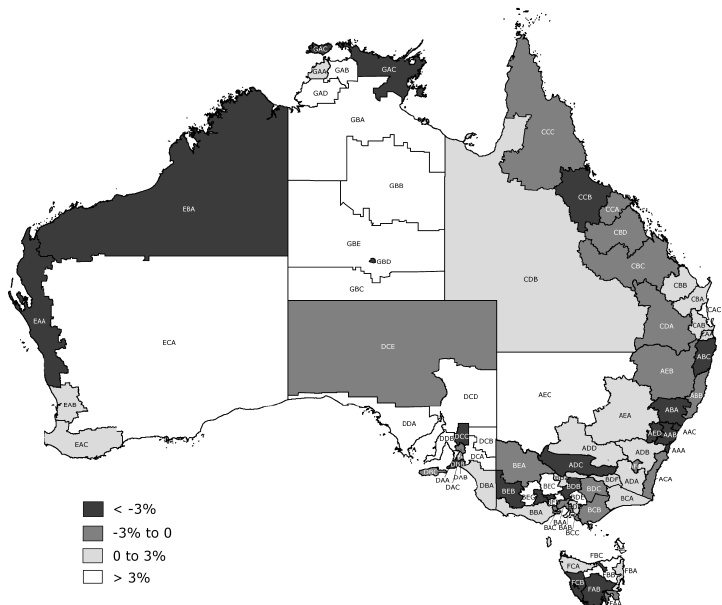 GAC
GAA
GAB
GAC
GAD
GBA
CCC
GBB
EBA
CCB
CCA
CBD
GBE
GBD
CBC
CDB
GBC
CBB
CBA
CAC
EAA
CAB
CDA
ECA
DCE
ABC
AEB
DCD
AEC
ABB
EAB
ABA
AEA
DDA
AED
AAB
AAC
DDB
DCC
DCB
EAC
ADD
ADB
AAA
DCA
BEA
ADC
DAA
DAB
DBA
BDF
ADA
ACA
DAC
BEB
BEC
BDB
BDC
BCA
BBA
BCB
BAA
BAC
BAB
BCC
< -3%
-3% to 0
0 to 3%
> 3%
FBC
FCA
FBB
FBA
FCB
FAB
FAA